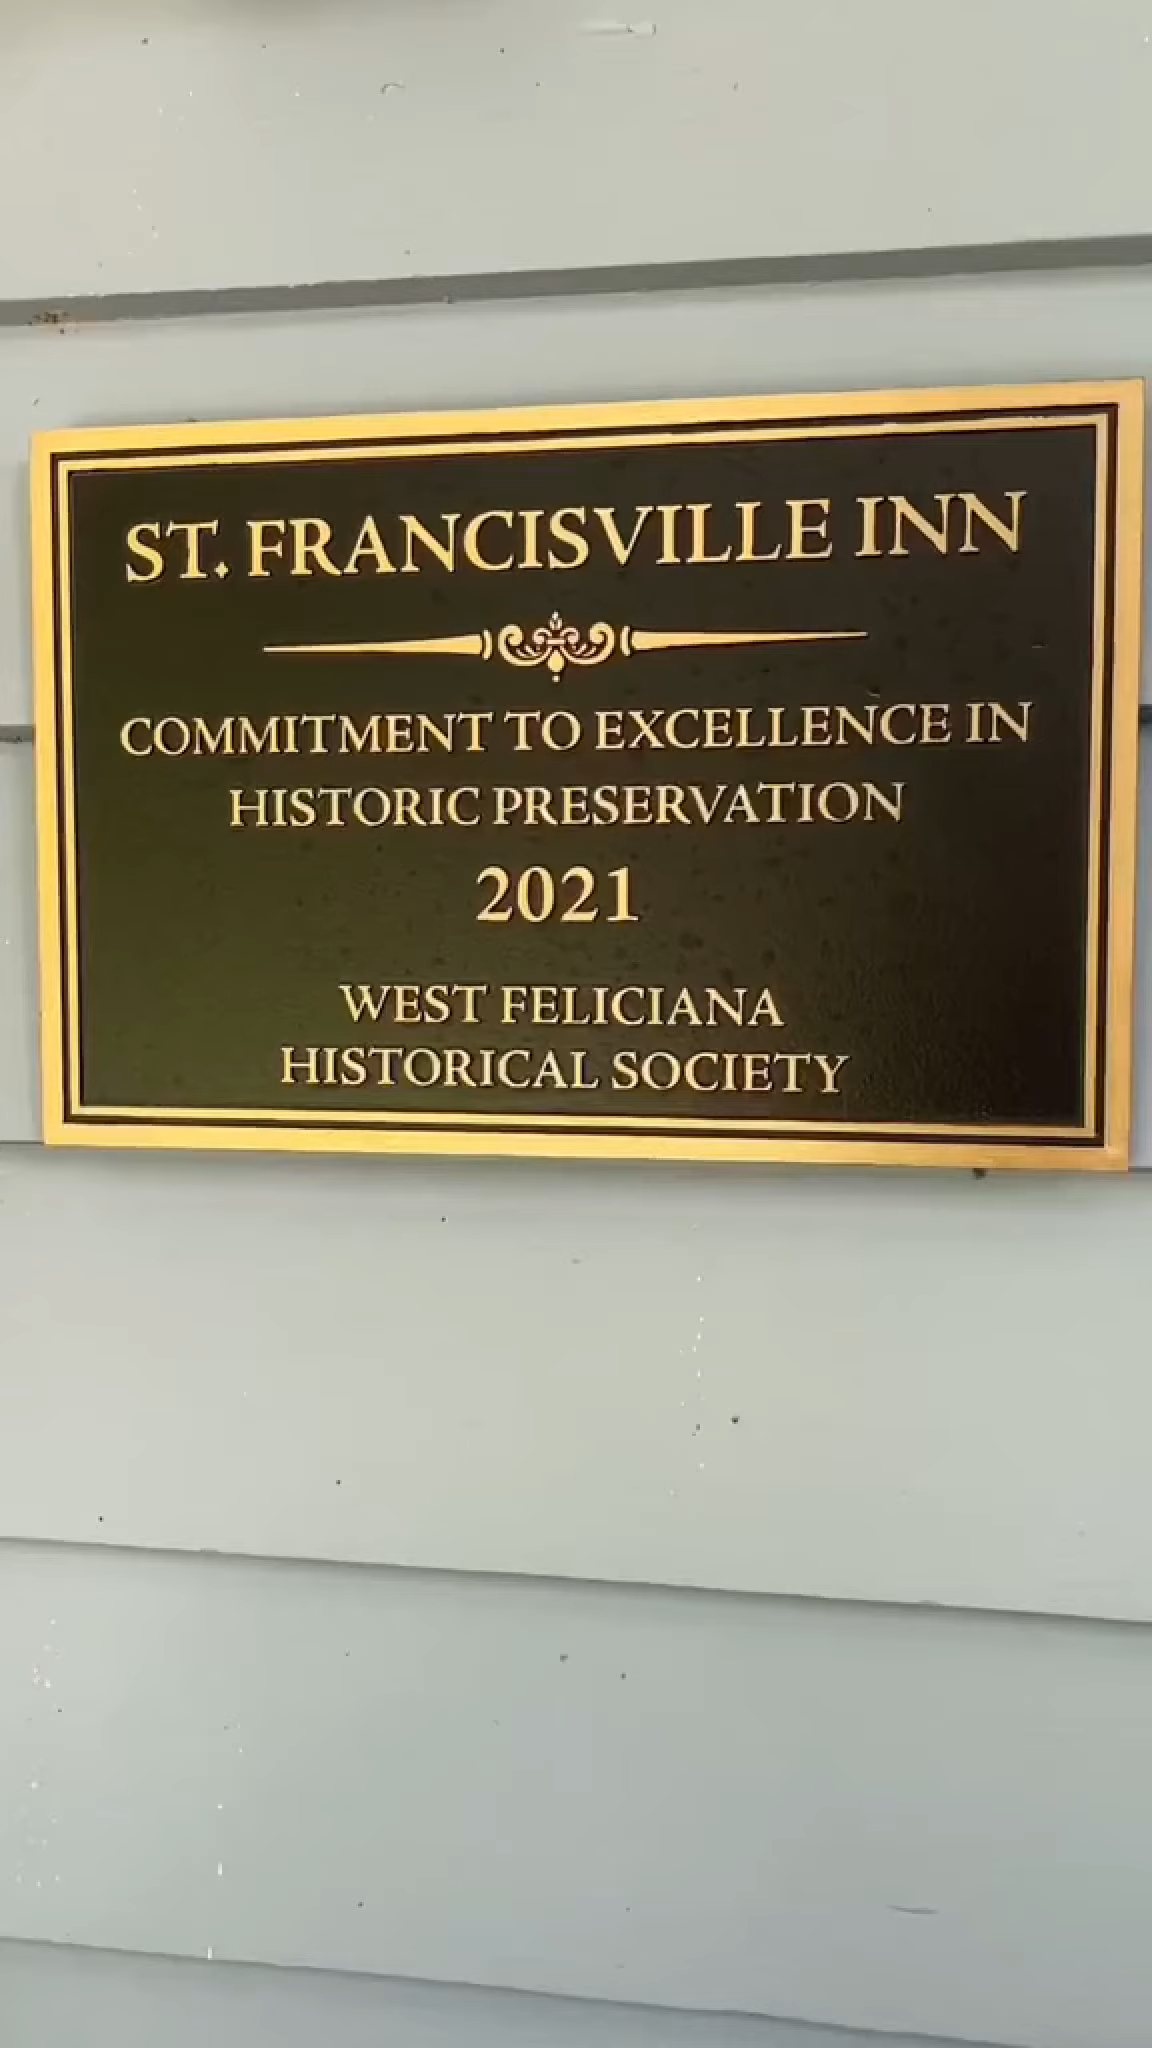 ST. FRANCISVILLE INN
COMMITMENT TO EXCELLENCE IN
HISTORIC PRESERVATION
2021
WEST FELICIANA
HISTORICAL SOCIETY